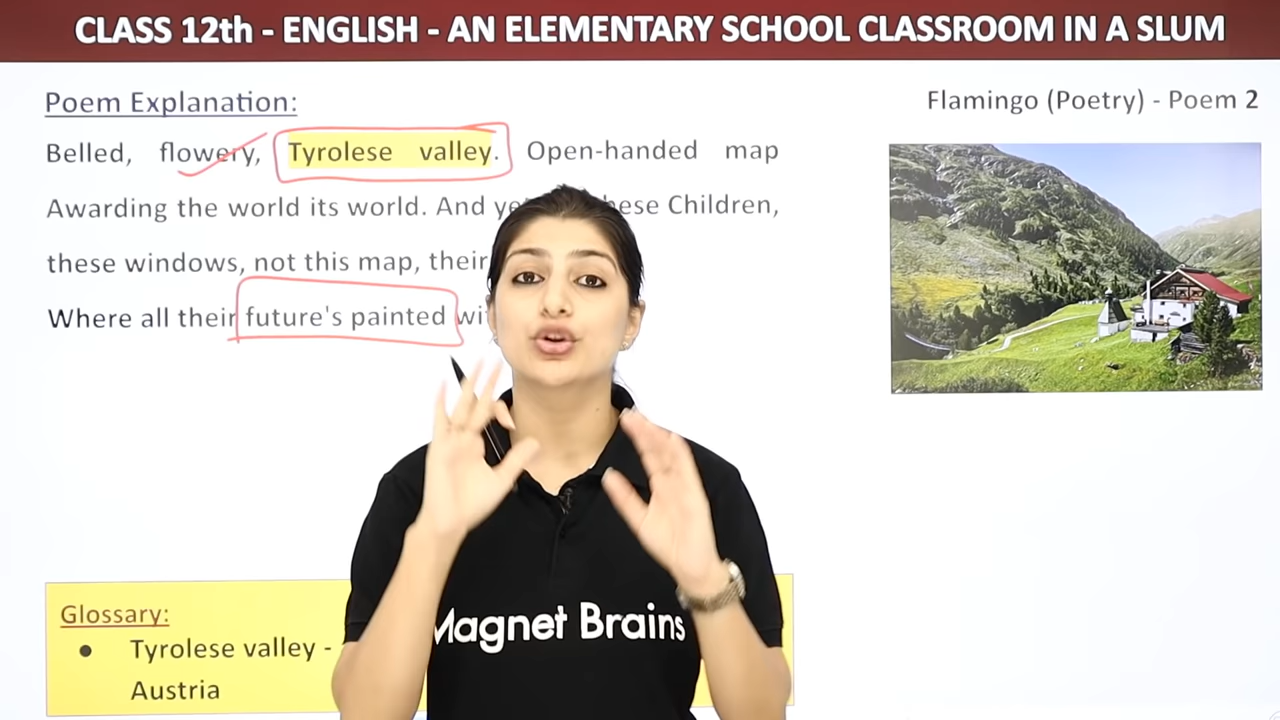 CLASS 12th - ENGLISH - AN ELEMENTARY SCHOOL CLASSROOM IN A SLUM
Poem Explanation:
Flamingo (Poetry) - Poem 2
Belled, flowery, Tyrolese valley. Open-handed map
Awarding the world its world. And Children,
these windows, not this map, their
Where all their future's painted
Magnet Brains
Glossary:
● Tyrolese valley -
Austria